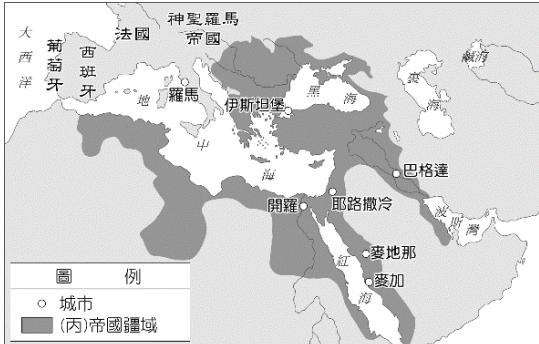 大西洋
葡萄牙
西班牙
法國
神聖羅馬
帝國
鹹海
裏海
黑海
地中海
羅馬
伊斯坦堡
巴格達
開羅
耶路撒冷
波斯灣
麥地那
麥加
紅海
圖 例
城市
(丙)帝國疆域